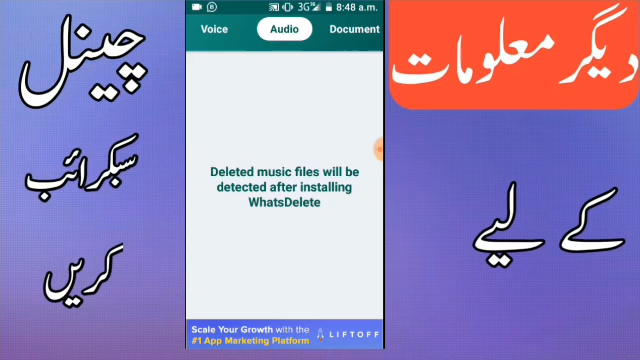 دیگر معلومات
کے لیے
چینل
سبکرائب
کریں
3G 8:48 a.m.
Voice Audio Document
Deleted music files will be
detected after installing
WhatsDelete
Scale Your Growth with the
#1 App Marketing Platform
LIFTOFF